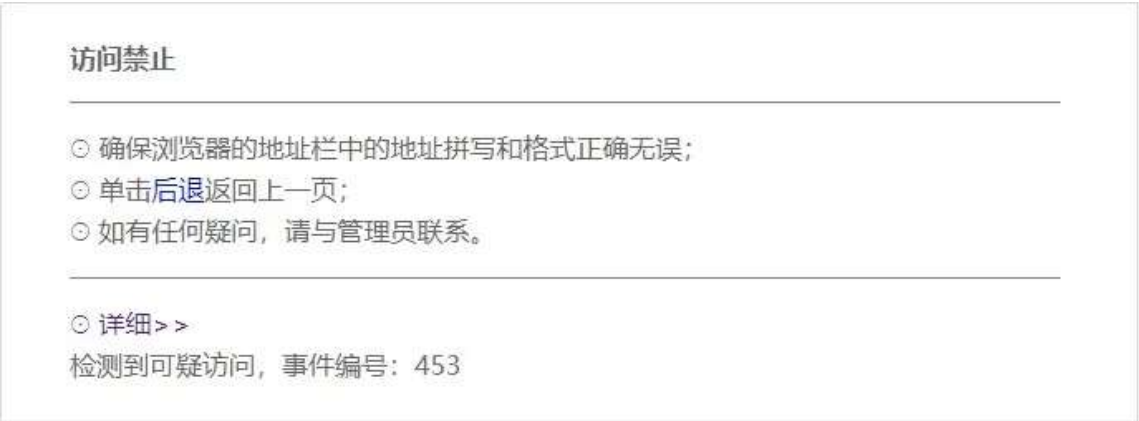 访问禁止
⊙ 确保浏览器的地址栏中的地址拼写和格式正确无误；
⊙ 单击后退返回上一页；
⊙ 如有任何疑问，请与管理员联系。
⊙ 详细>>
检测到可疑访问，事件编号：453